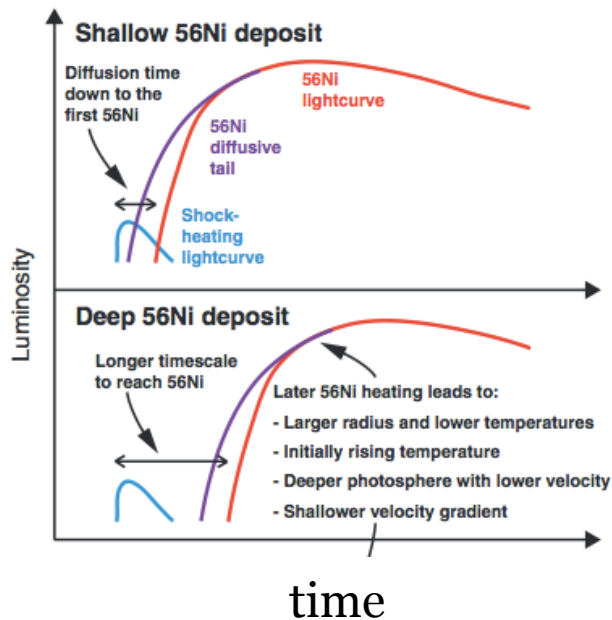 Shallow 56Ni deposit
Diffusion time
down to the
first 56Ni
56Ni
lightcurve
56Ni
diffusive
tail
Shock-
heating
lightcurve
Luminosity
Deep 56Ni deposit
Longer timescale
to reach 56Ni
Later 56Ni heating leads to:
- Larger radius and lower temperatures
- Initially rising temperature
- Deeper photosphere with lower velocity
- Shallower velocity gradient
time